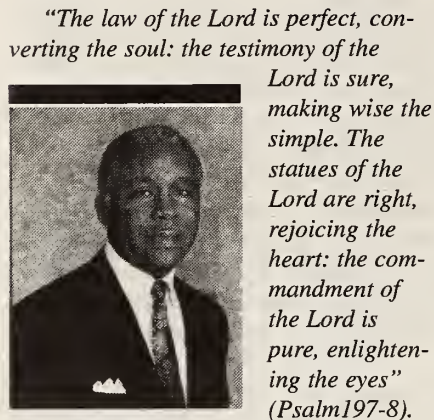 “The law of the Lord is perfect, con-
verting the soul: the testimony of the
Lord is sure,
making wise the
simple. The
statues of the
Lord are right,
rejoicing the
heart: the com-
mandment of
the Lord is
pure, enlighten-
ing the eyes”
(Psalm197-8).